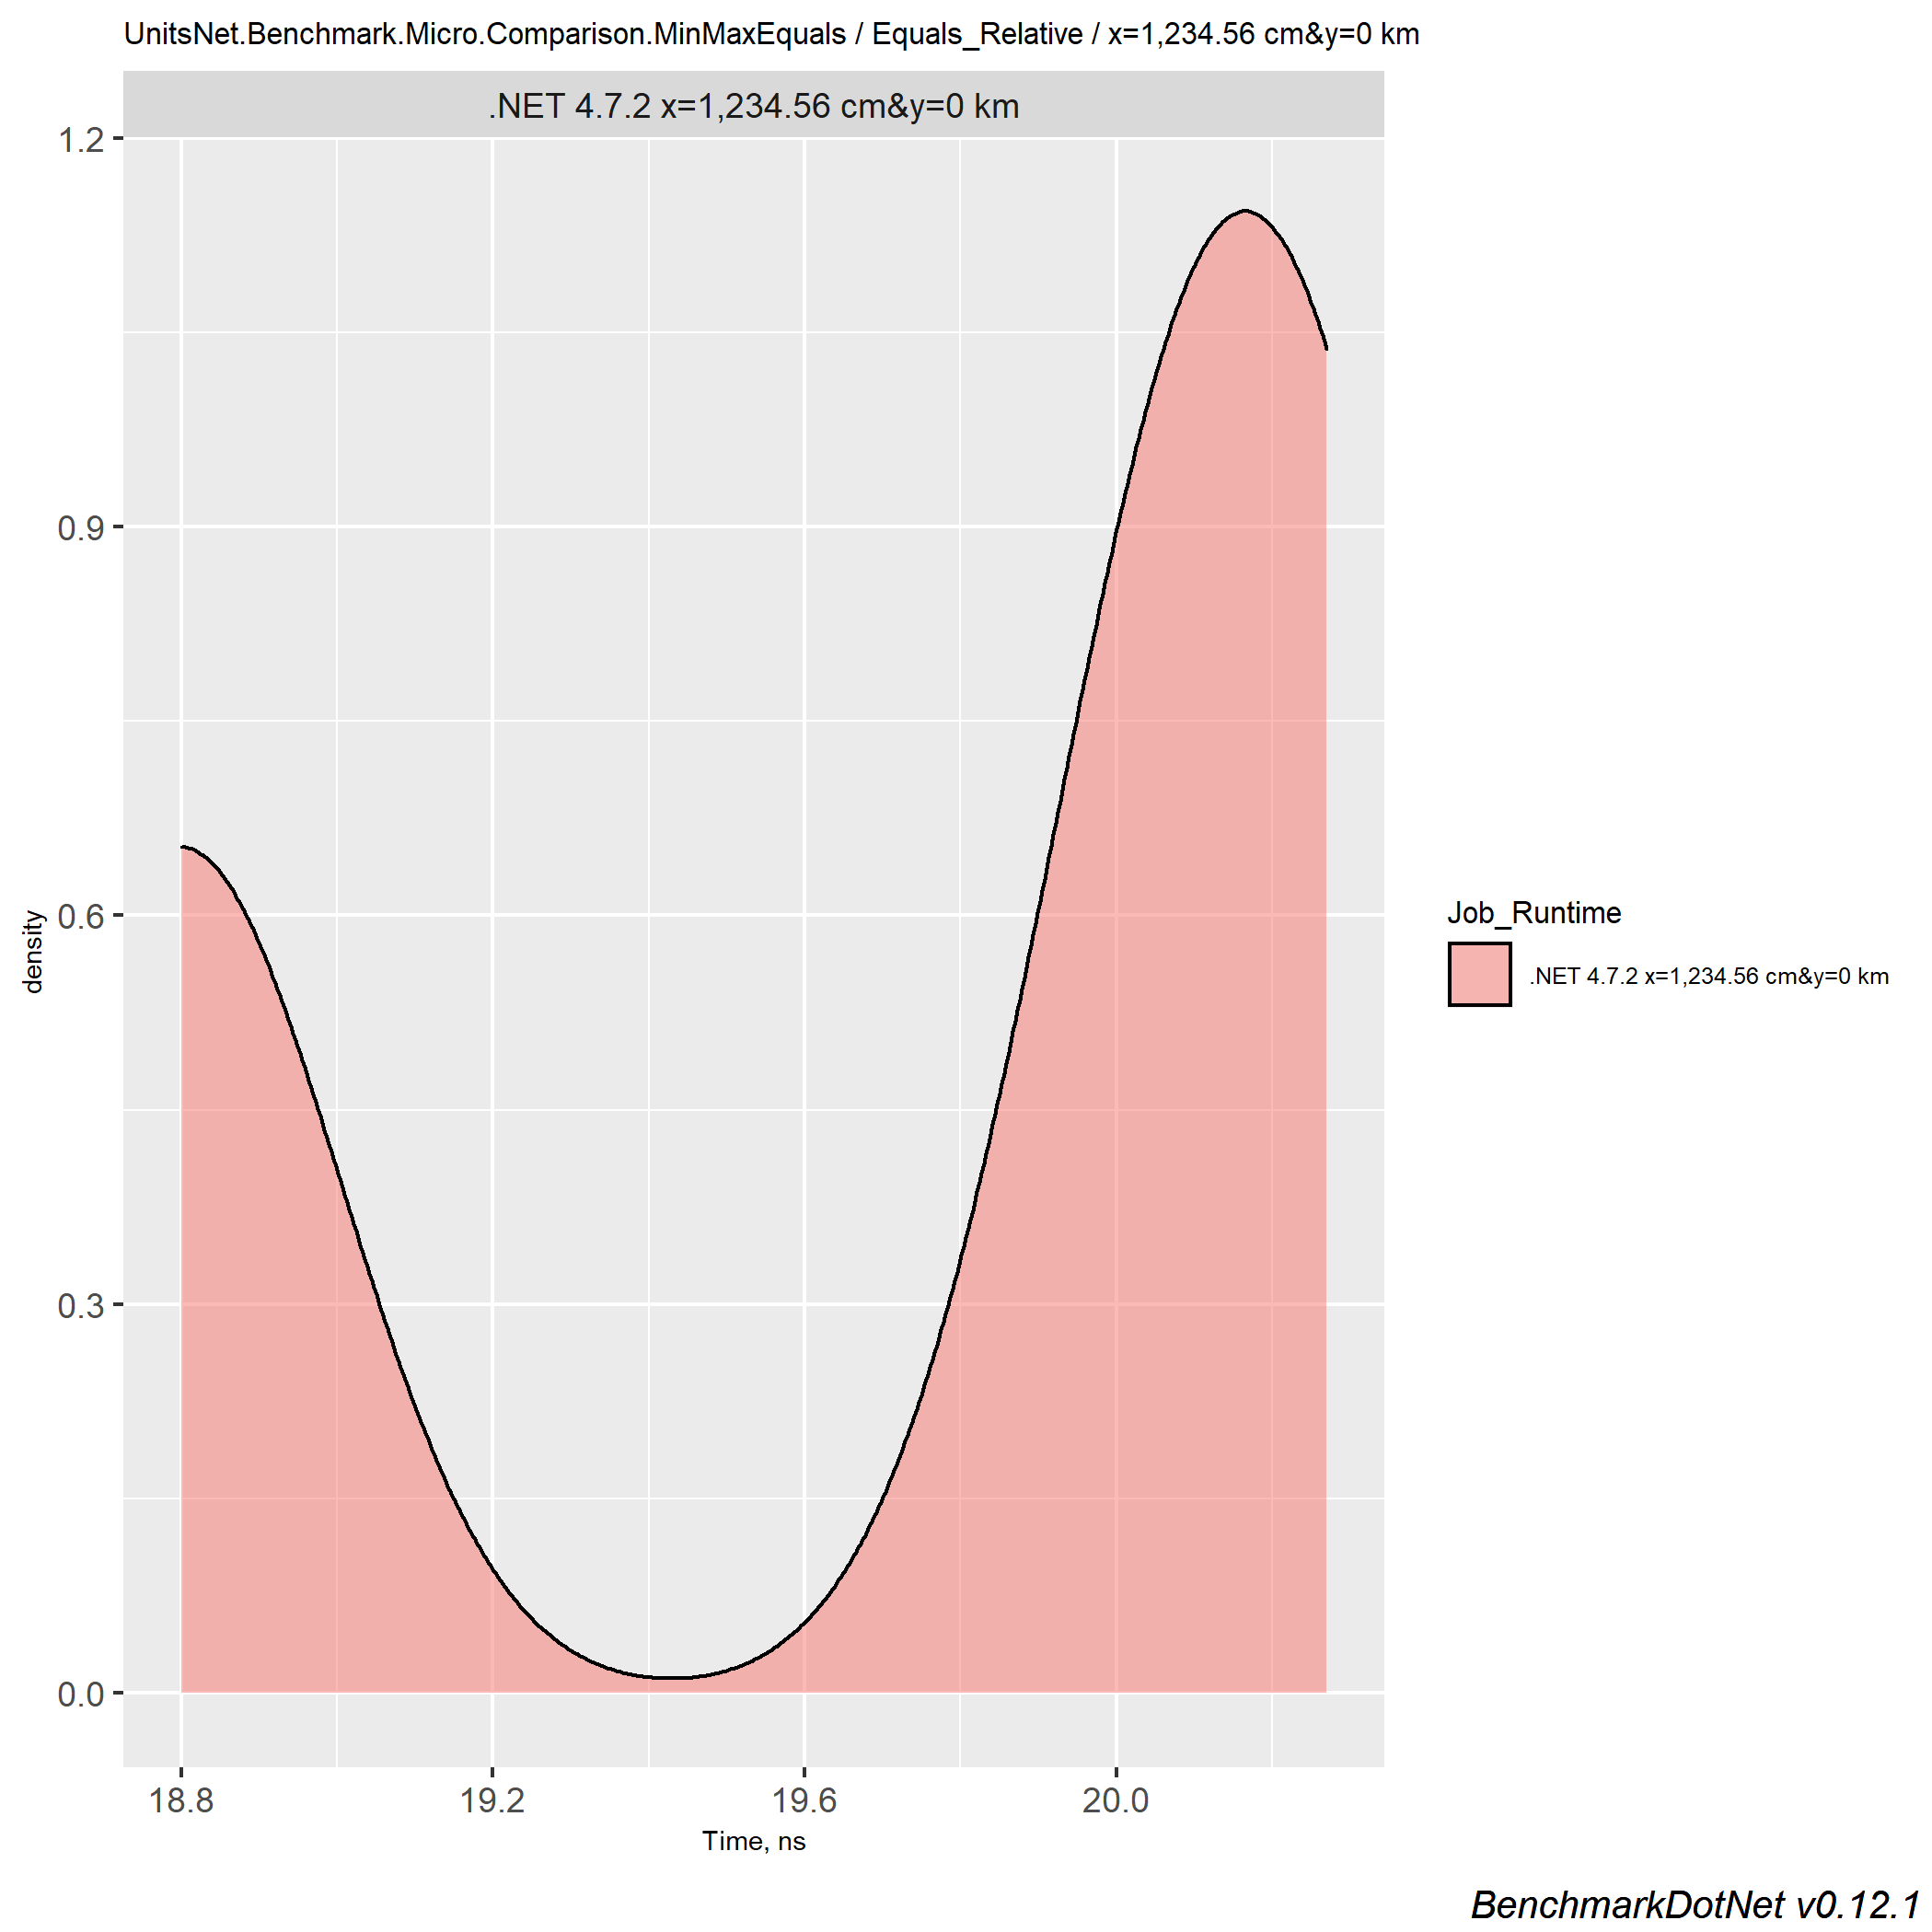 UnitsNet.Benchmark.Micro.Comparison.MinMaxEquals / Equals_Relative / x=1,234.56 cm&y=0 km
.NET 4.7.2 x=1,234.56 cm&y=0 km
1.2
0.9
0.6
0.3
0.0
density
18.8 19.2 19.6 20.0
Time, ns
Job_Runtime
.NET 4.7.2 x=1,234.56 cm&y=0 km
BenchmarkDotNet v0.12.1